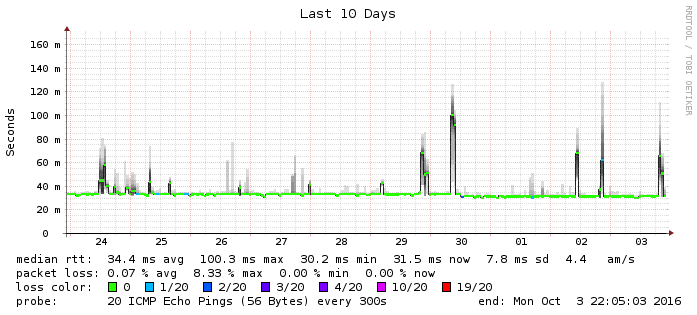 Last 10 Days
RRDTOOL / TOBI OETIKER
Seconds
160 m
140 m
120 m
100 m
80 m
60 m
40 m
20 m
0
24 25 26 27 28 29 30 01 02 03
median rtt: 34.4 ms avg 100.3 ms max 30.2 ms min 31.5 ms now 7.8 ms sd 4.4 am/s
packet loss: 0.07 % avg 8.33 % max 0.00 % min 0.00 % now
loss color: 0 1/20 2/20 3/20 4/20 10/20 19/20
probe: 20 ICMP Echo Pings (56 Bytes) every 300s end: Mon Oct 3 22:05:03 2016